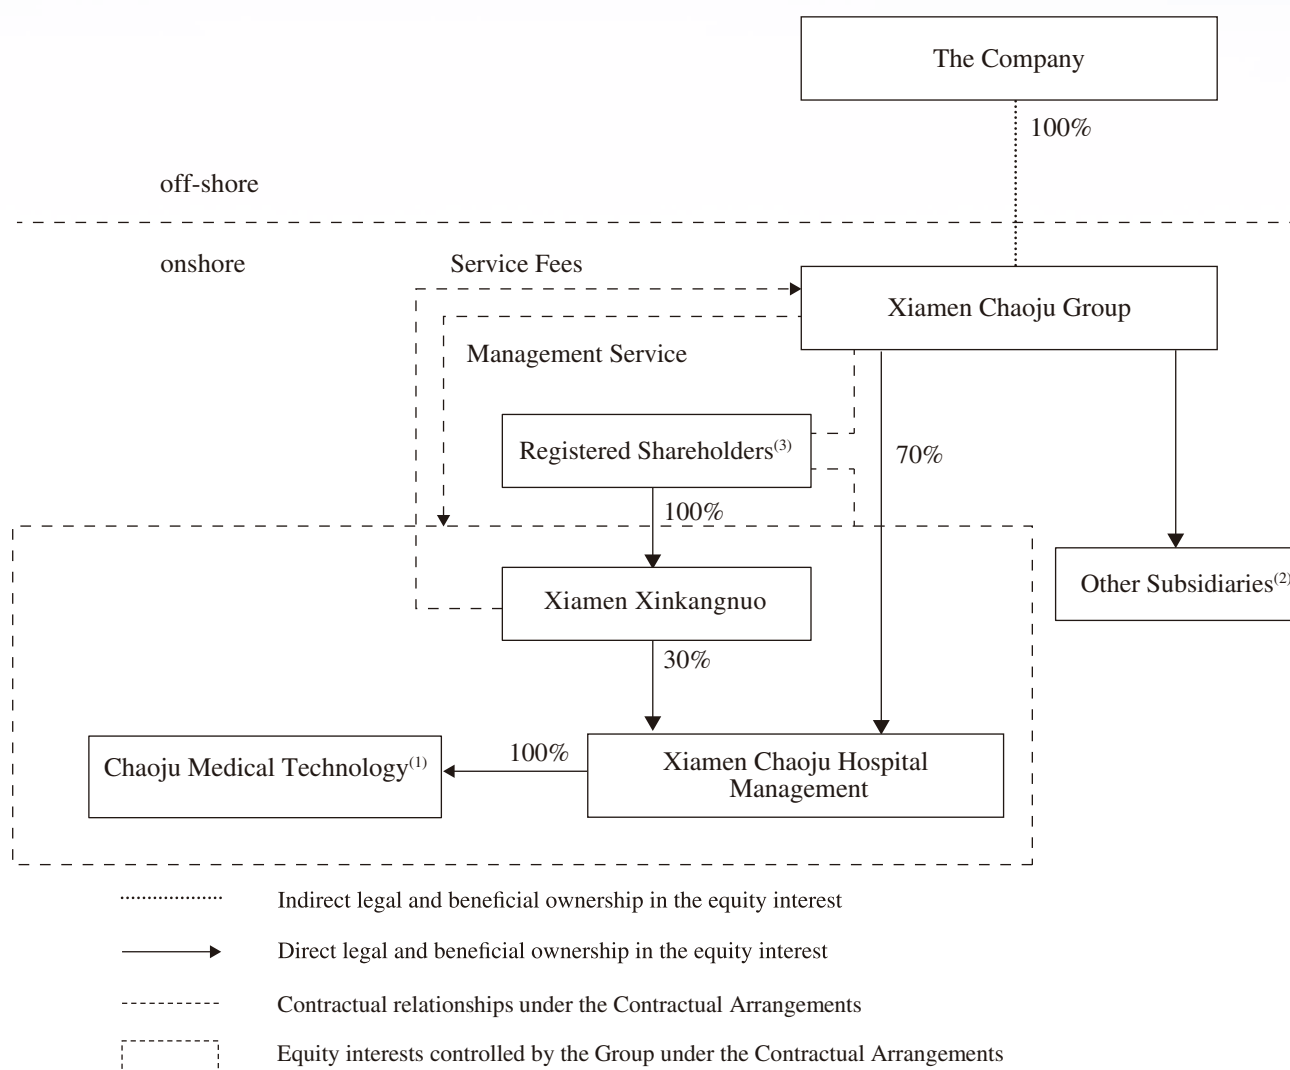 The Company
100%
off-shore
onshore
Service Fees
Xiamen Chaoju Group
Management Service
Registered Shareholders(3)
70%
100%
Other Subsidiaries(2)
Xiamen Xinkangnuo
30%
100%
Chaoju Medical Technology(1)
Xiamen Chaoju Hospital
Management
Indirect legal and beneficial ownership in the equity interest
Direct legal and beneficial ownership in the equity interest
Contractual relationships under the Contractual Arrangements
Equity interests controlled by the Group under the Contractual Arrangements